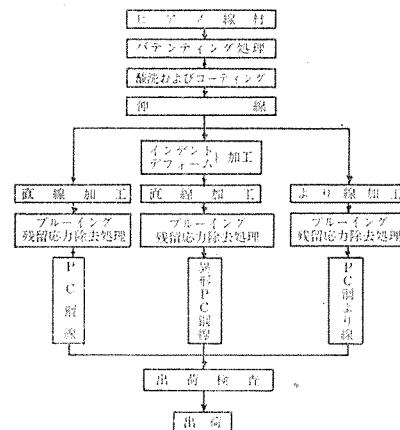 ピアノ線材
パテンティング処理
酸洗およびコーティング
伸線
インデント
デフォーム}加工
直線加工
直線加工
より線加工
ブルーイング
残留応力除去処理
ブルーイング
残留応力除去処理
ブルーイング
残留応力除去処理
PC鋼線
異形PC鋼線
PC鋼より線
出荷検査
出荷